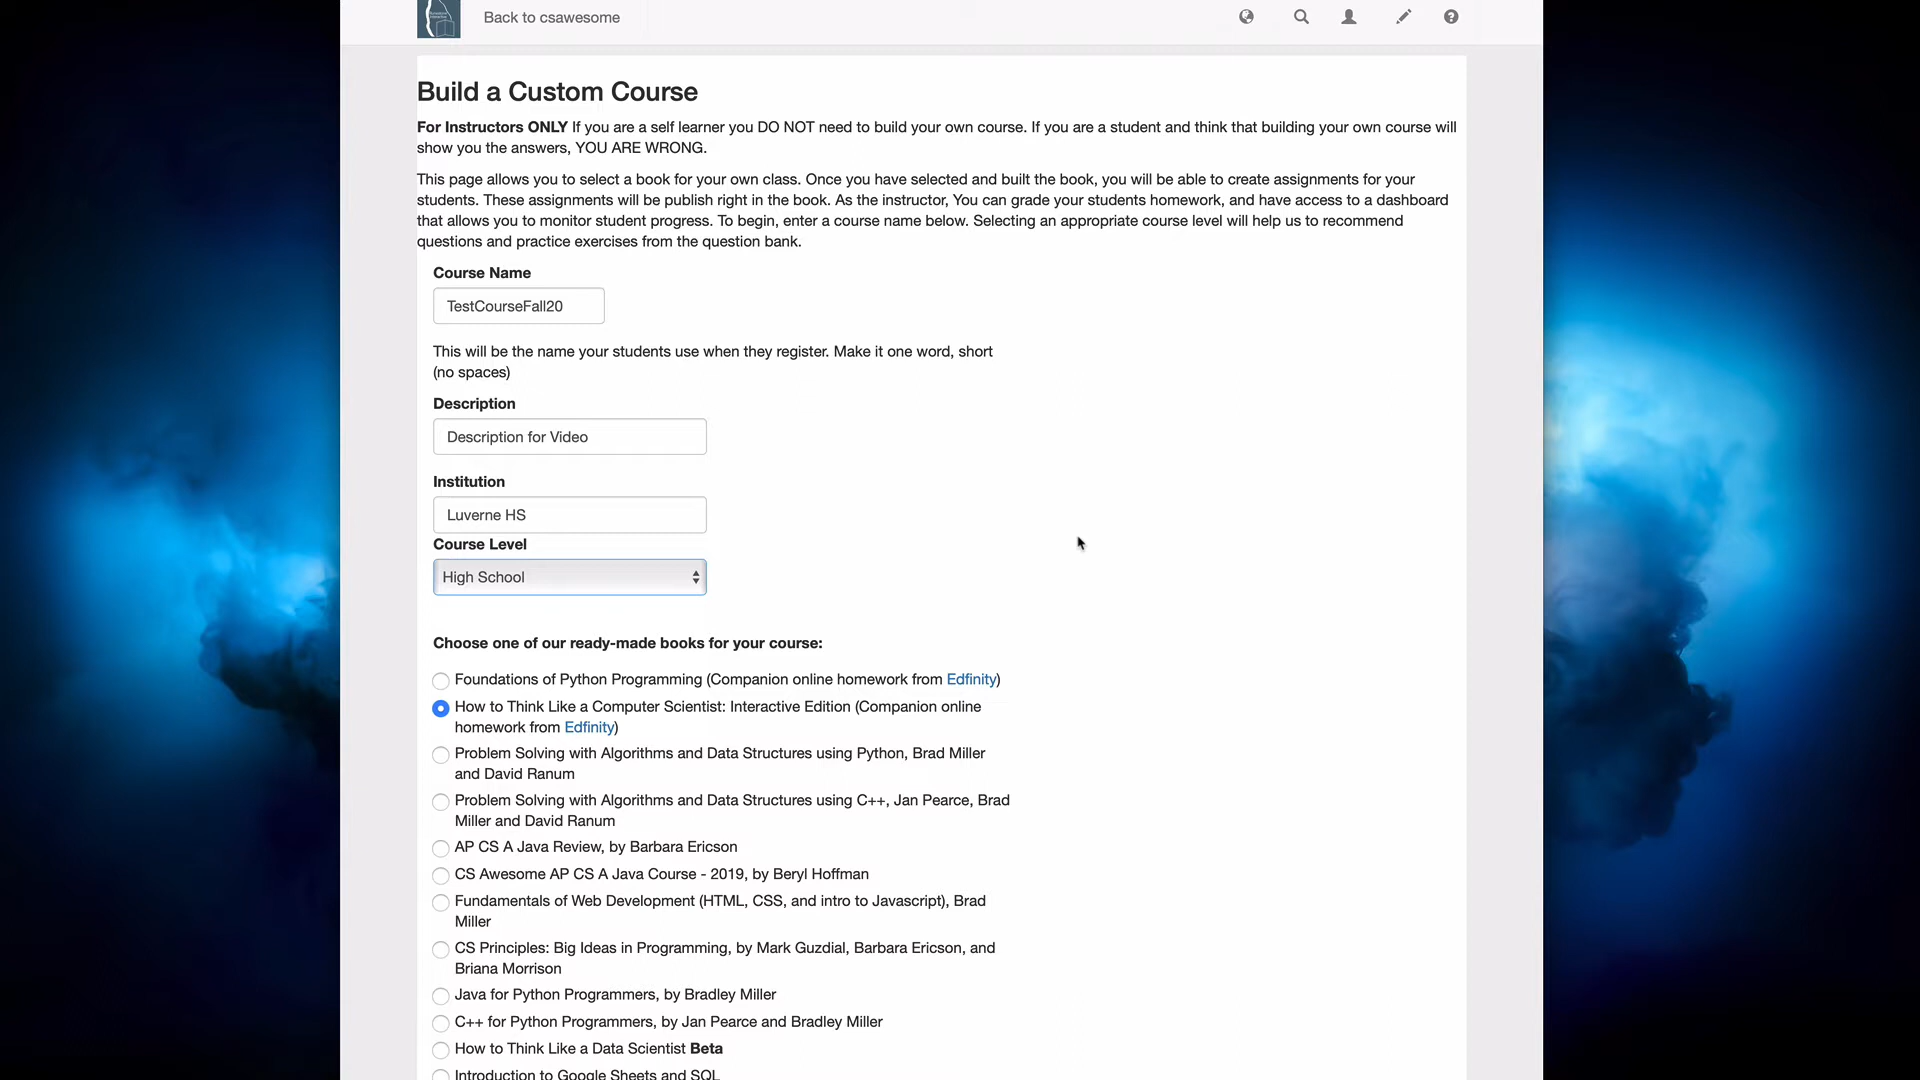 Back to csawesome
Build a Custom Course
For Instructors ONLY If you are a self learner you DO NOT need to build your own course. If you are a student and think that building your own course will
show you the answers, YOU ARE WRONG.
This page allows you to select a book for your own class. Once you have selected and built the book, you will be able to create assignments for your
students. These assignments will be publish right in the book. As the instructor, You can grade your students homework, and have access to a dashboard
that allows you to monitor student progress. To begin, enter a course name below. Selecting an appropriate course level will help us to recommend
questions and practice exercises from the question bank.
Course Name
TestCourseFall20
This will be the name your students use when they register. Make it one word, short
(no spaces)
Description
Description for Video
Institution
Luverne HS
Course Level
High School
Choose one of our ready-made books for your course:
Foundations of Python Programming (Companion online homework from Edfinity)
How to Think Like a Computer Scientist: Interactive Edition (Companion online
homework from Edfinity)
Problem Solving with Algorithms and Data Structures using Python, Brad Miller
and David Ranum
Problem Solving with Algorithms and Data Structures using C++, Jan Pearce, Brad
Miller and David Ranum
AP CS A Java Review, by Barbara Ericson
CS Awesome AP CS A Java Course - 2019, by Beryl Hoffman
Fundamentals of Web Development (HTML, CSS, and intro to Javascript), Brad
Miller
CS Principles: Big Ideas in Programming, by Mark Guzdial, Barbara Ericson, and
Briana Morrison
Java for Python Programmers, by Bradley Miller
C++ for Python Programmers, by Jan Pearce and Bradley Miller
How to Think Like a Data Scientist Beta
Introduction to Google Sheets and SQL